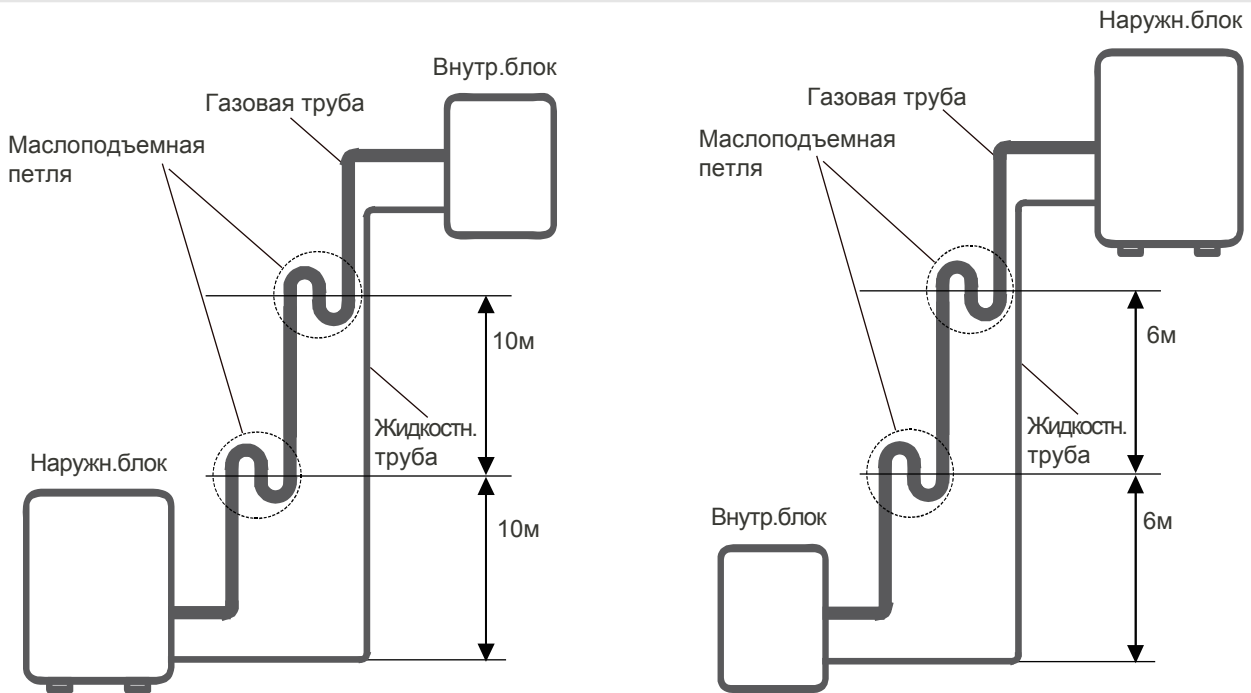 Внутр.блок
Газовая труба
Маслоподъемная
петля
10м
Жидкостн.
труба
Наружн.блок
10м
Наружн.блок
Газовая труба
Маслоподъемная
петля
6м
Жидкостн.
труба
Внутр.блок
6м